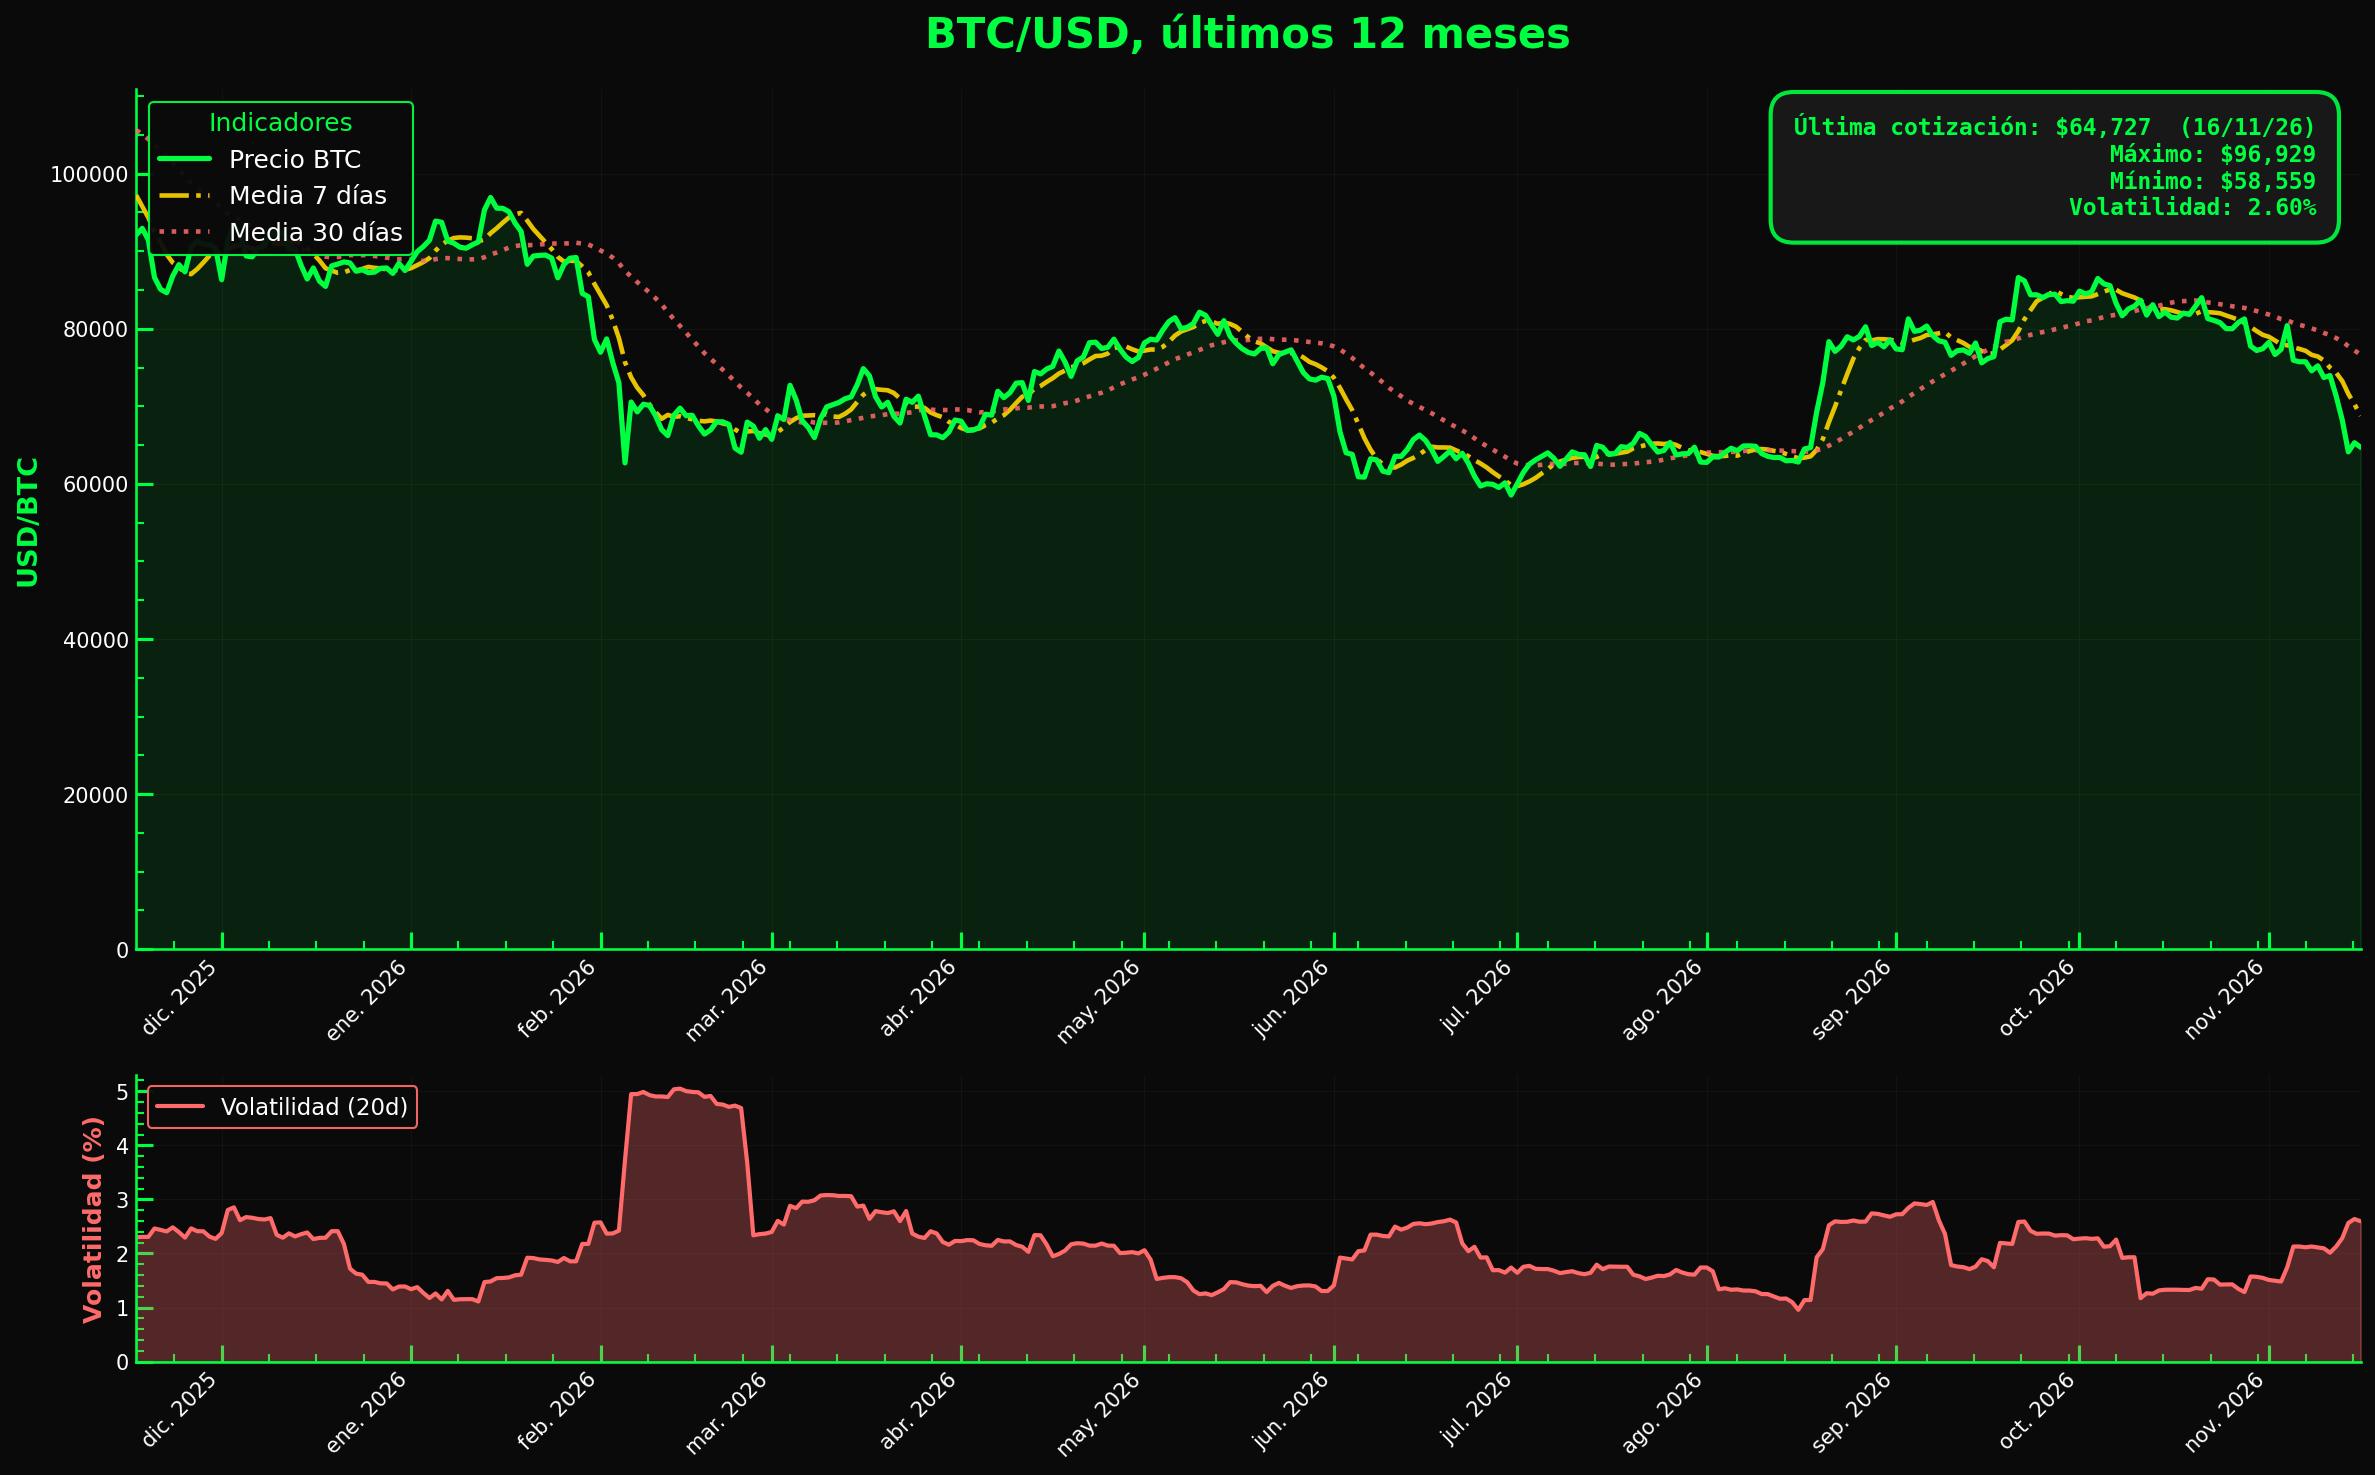 BTC/USD, últimos 12 meses
Indicadores
Precio BTC
Media 7 días
Media 30 días
Última cotización: $64,727  (16/11/26)
Máximo: $96,929
Mínimo: $58,559
Volatilidad: 2.60%
USD/BTC
100000
80000
60000
40000
20000
0
dic. 2025
ene. 2026
feb. 2026
mar. 2026
abr. 2026
may. 2026
jun. 2026
jul. 2026
ago. 2026
sep. 2026
oct. 2026
nov. 2026
Volatilidad (20d)
Volatilidad (%)
5
4
3
2
1
0
dic. 2025
ene. 2026
feb. 2026
mar. 2026
abr. 2026
may. 2026
jun. 2026
jul. 2026
ago. 2026
sep. 2026
oct. 2026
nov. 2026